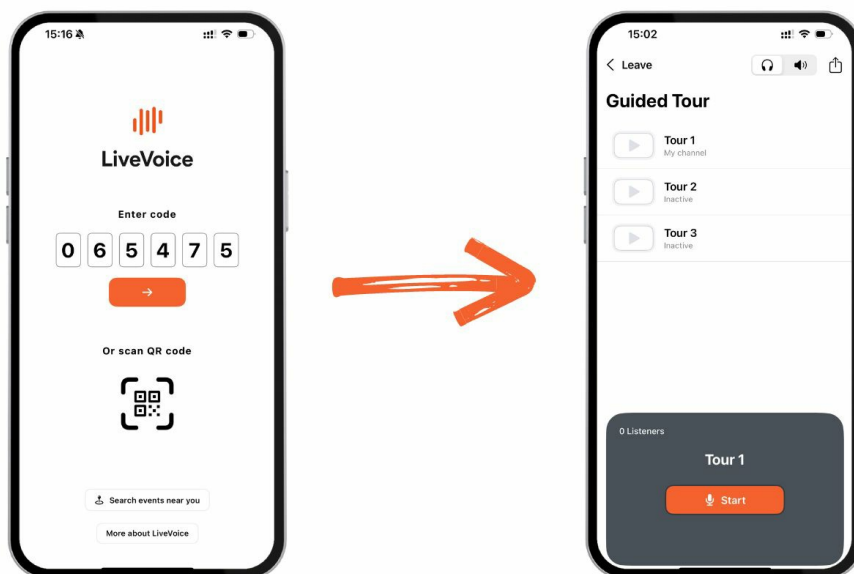 15:16
LiveVoice
Enter code
0 6 5 4 7 5
Or scan QR code
Search events near you
More about LiveVoice
15:02
Leave
Guided Tour
Tour 1
My channel
Tour 2
Inactive
Tour 3
Inactive
0 Listeners
Tour 1
Start